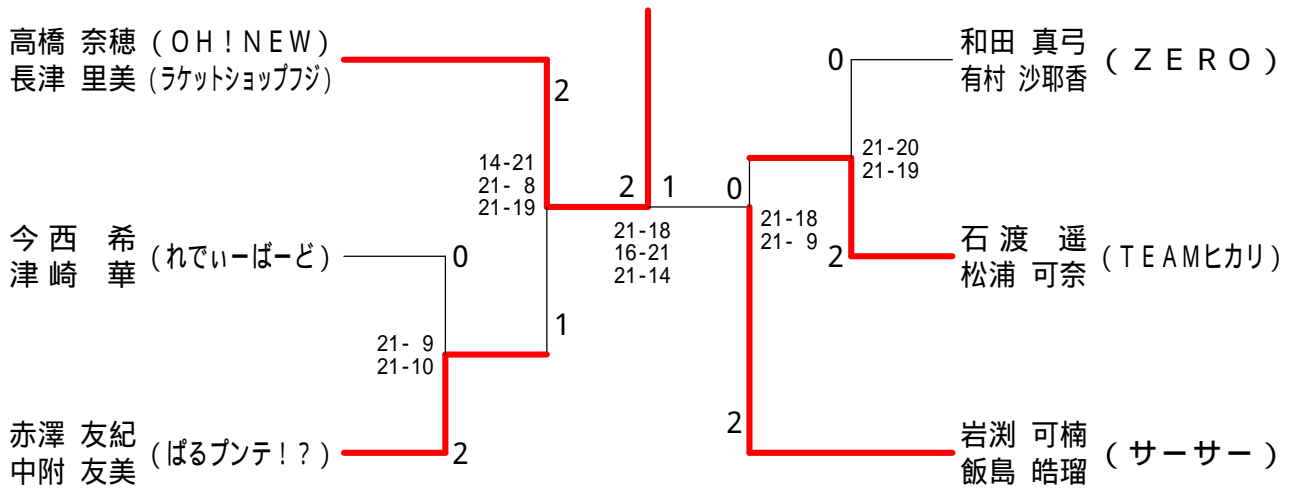 高橋 奈穂 (OH!NEW)
長津 里美 (ラケットショップフジ)
2
14-21
21- 8
21-19
今西 希
津崎 華
(れでぃーばーど)
0
1
21- 9
21-10
赤澤 友紀
中附 友美
(ぱるプンテ!?)
2
2
1
21-18
16-21
21-14
0
和田 真弓
有村 沙耶香
(ZERO)
0
21-20
21-19
21-18
21- 9
石渡 遥
松浦 可奈
(TEAMヒカリ)
2
岩渕 可楠
飯島 皓瑠
(サーサー)
2